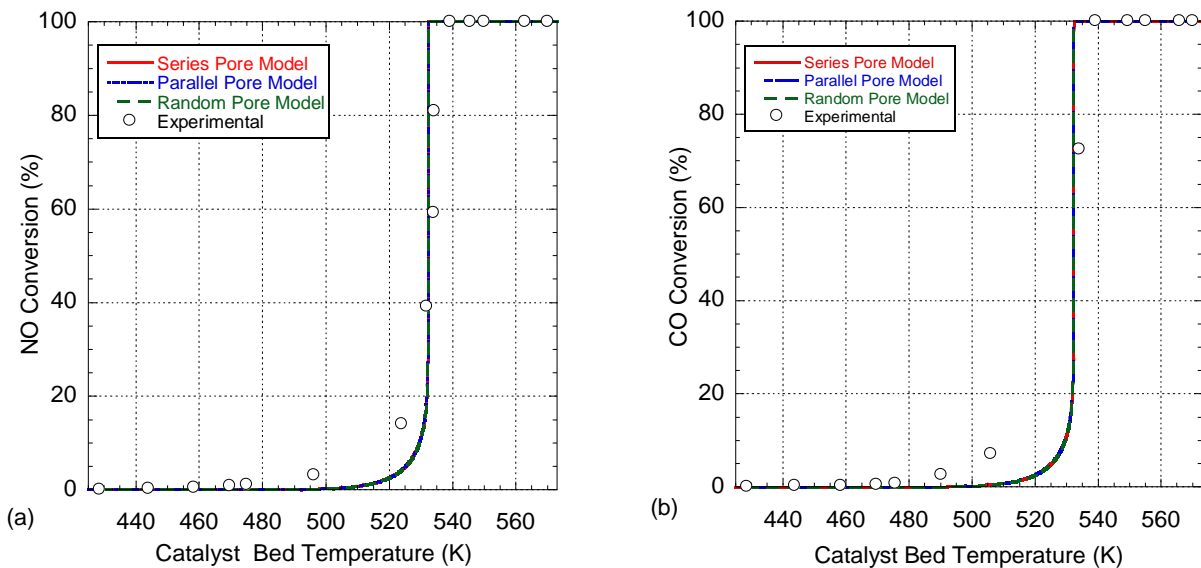 100
80
60
40
20
0
NO Conversion (%)
Series Pore Model
Parallel Pore Model
Random Pore Model
Experimental
440 460 480 500 520 540 560
Catalyst Bed Temperature (K)
(a)
100
80
60
40
20
0
CO Conversion (%)
Series Pore Model
Parallel Pore Model
Random Pore Model
Experimental
440 460 480 500 520 540 560
Catalyst Bed Temperature (K)
(b)